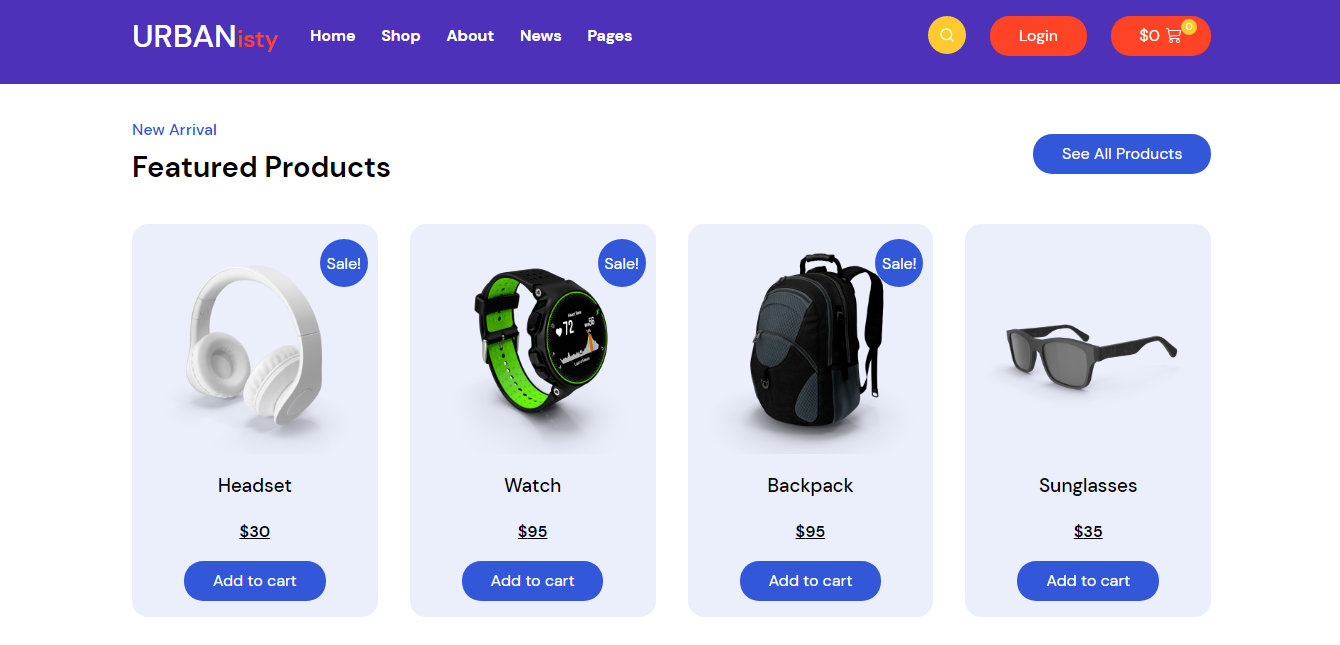 URBANisty Home Shop About News Pages Login $0 0
New Arrival
Featured Products
See All Products
Sale! Sale! Sale!
72
Headset Watch Backpack Sunglasses
$30 $95 $95 $35
Add to cart Add to cart Add to cart Add to cart